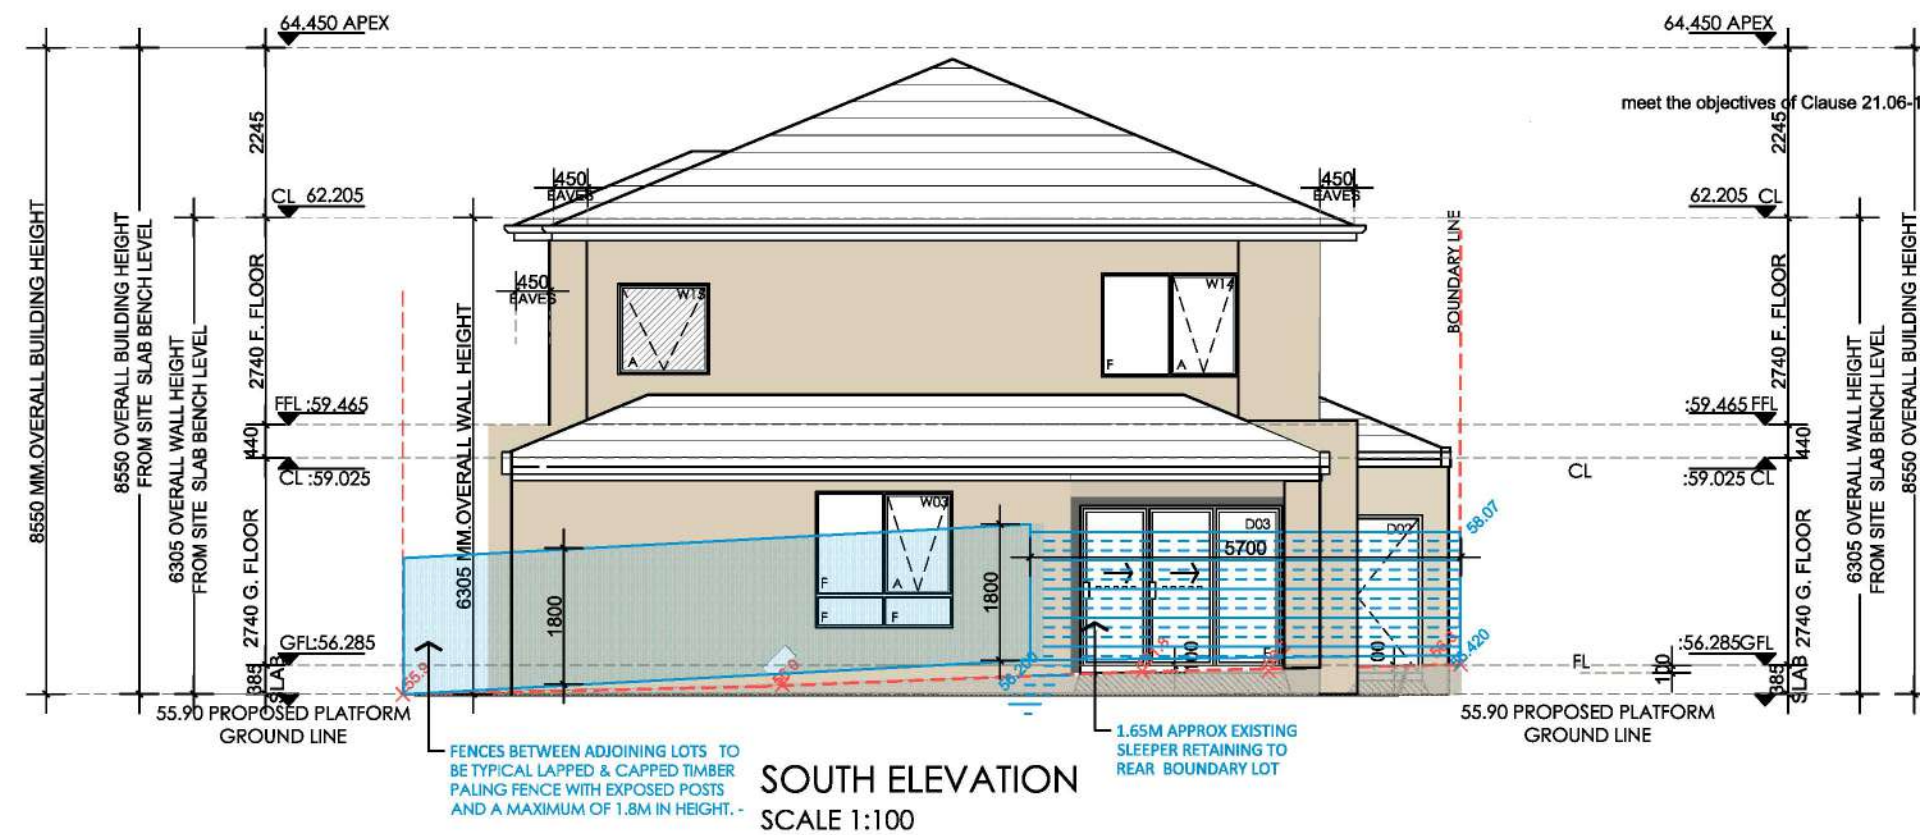 64.450 APEX
64.450 APEX
meet the objectives of Clause 21.06-1
2245
2245
450
EAVES
450
EAVES
CL 62.205
62.205 CL
BOUNDARY LINE
8550 MM.OVERALL BUILDING HEIGHT
8550 OVERALL BUILDING HEIGHT
FROM SITE SLAB BENCH LEVEL
6305 OVERALL WALL HEIGHT
FROM SITE SLAB BENCH LEVEL
2740 F. FLOOR
6305 MM.OVERALL WALL HEIGHT
450
EAVES
W15
A
W14
F
A
2740 F. FLOOR
6305 OVERALL WALL HEIGHT
FROM SITE SLAB BENCH LEVEL
8550 OVERALL BUILDING HEIGHT
FFL :59.465
:59.465 FFL
440
440
CL :59.025
CL
:59.025 CL
2740 G. FLOOR
2740 G. FLOOR
W03
F
A
F
F
D03
5700
D02
58.07
1800
1800
GFL:56.285
:56.285GFL
FL
100
385
SLAB
385
SLAB
55.9
56.0
56.200
55.90 PROPOSED PLATFORM
GROUND LINE
55.90 PROPOSED PLATFORM
GROUND LINE
FENCES BETWEEN ADJOINING LOTS TO
BE TYPICAL LAPPED & CAPPED TIMBER
PALING FENCE WITH EXPOSED POSTS
AND A MAXIMUM OF 1.8M IN HEIGHT. -
1.65M APPROX EXISTING
SLEEPER RETAINING TO
REAR BOUNDARY LOT
SOUTH ELEVATION
SCALE 1:100